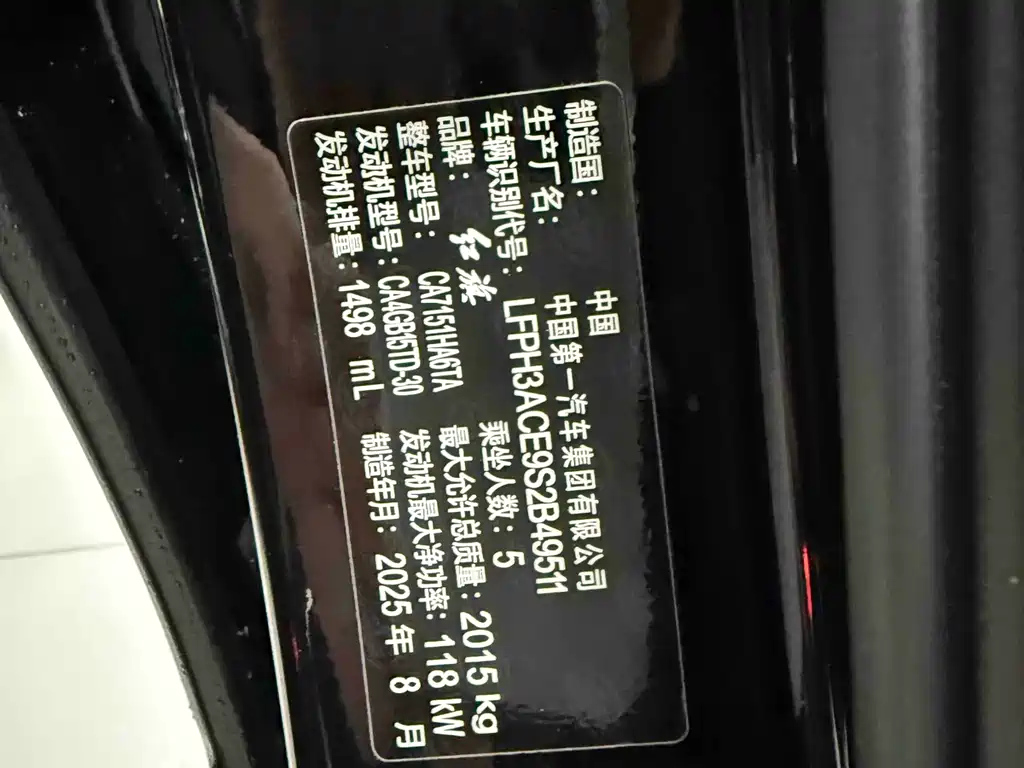 制造国： 中国
生产厂名： 中国第一汽车集团有限公司
车辆识别代号： LFPH3ACE9S2B49511
品牌： 红旗 乘坐人数：5
整车型号： CA7151HA6TA 最大允许总质量：2015 kg
发动机型号：CA4GB15TD-30 发动机最大净功率：118 kW
发动机排量：1498 mL 制造年月：2025 年 8 月